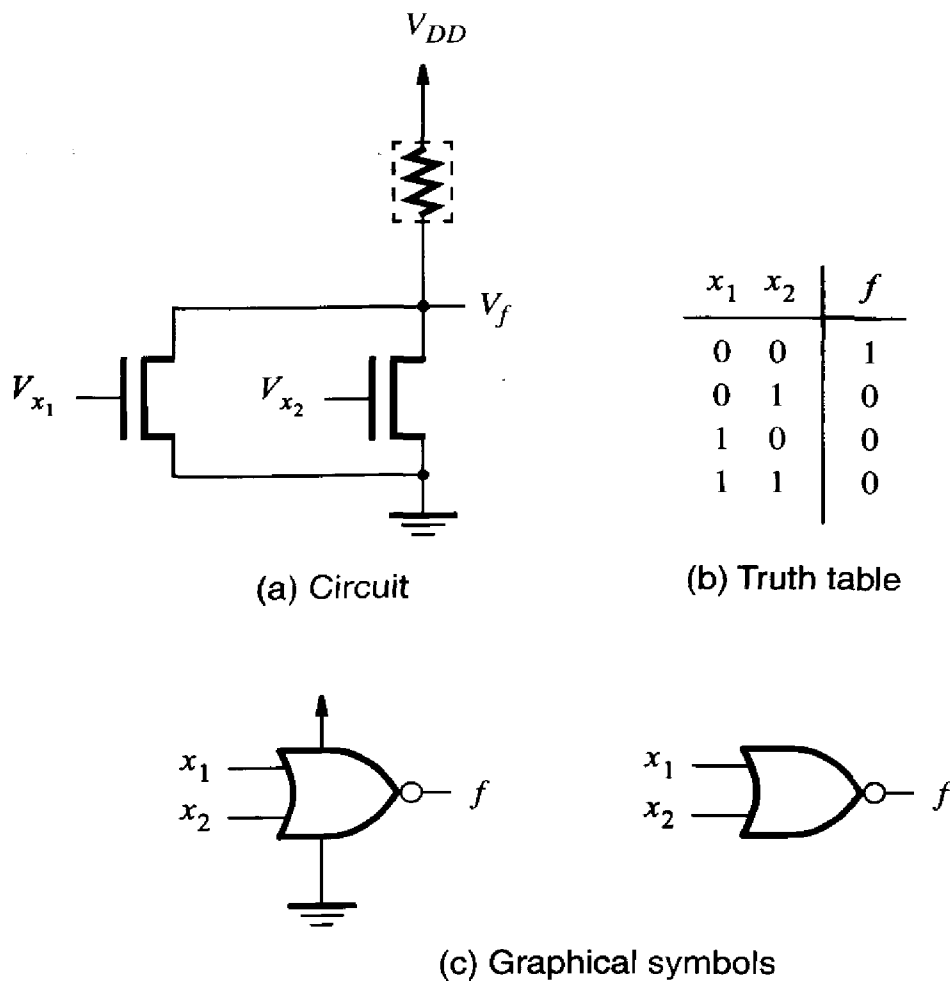 V_DD
V_f
V_x1 V_x2
x1 x2 f
0 0 1
0 1 0
1 0 0
1 1 0
(a) Circuit
(b) Truth table
x1
x2
f
x1
x2
f
(c) Graphical symbols